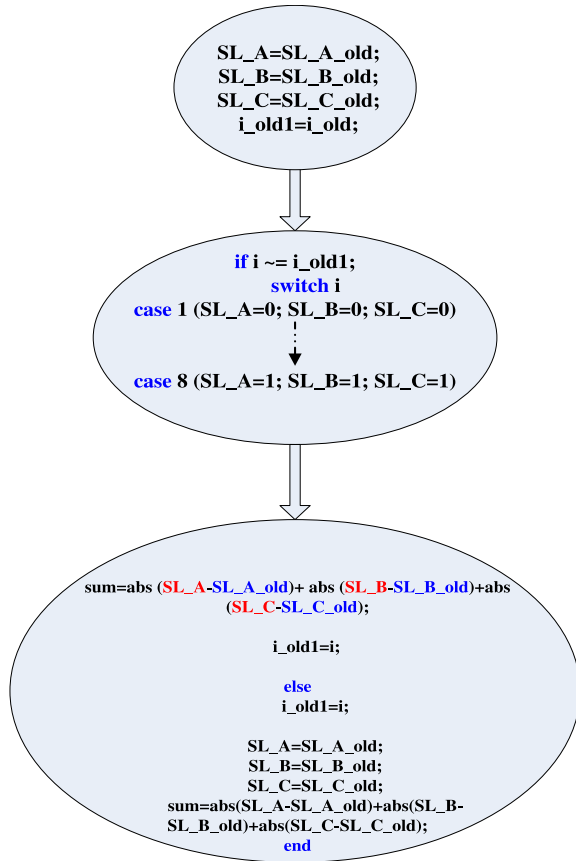 SL_A=SL_A_old;
SL_B=SL_B_old;
SL_C=SL_C_old;
i_old1=i_old;
if i ~= i_old1;
switch i
case 1 (SL_A=0; SL_B=0; SL_C=0)
case 8 (SL_A=1; SL_B=1; SL_C=1)
sum=abs (SL_A-SL_A_old)+ abs (SL_B-SL_B_old)+abs
(SL_C-SL_C_old);
i_old1=i;
else
i_old1=i;
SL_A=SL_A_old;
SL_B=SL_B_old;
SL_C=SL_C_old;
sum=abs(SL_A-SL_A_old)+abs(SL_B-
SL_B_old)+abs(SL_C-SL_C_old);
end